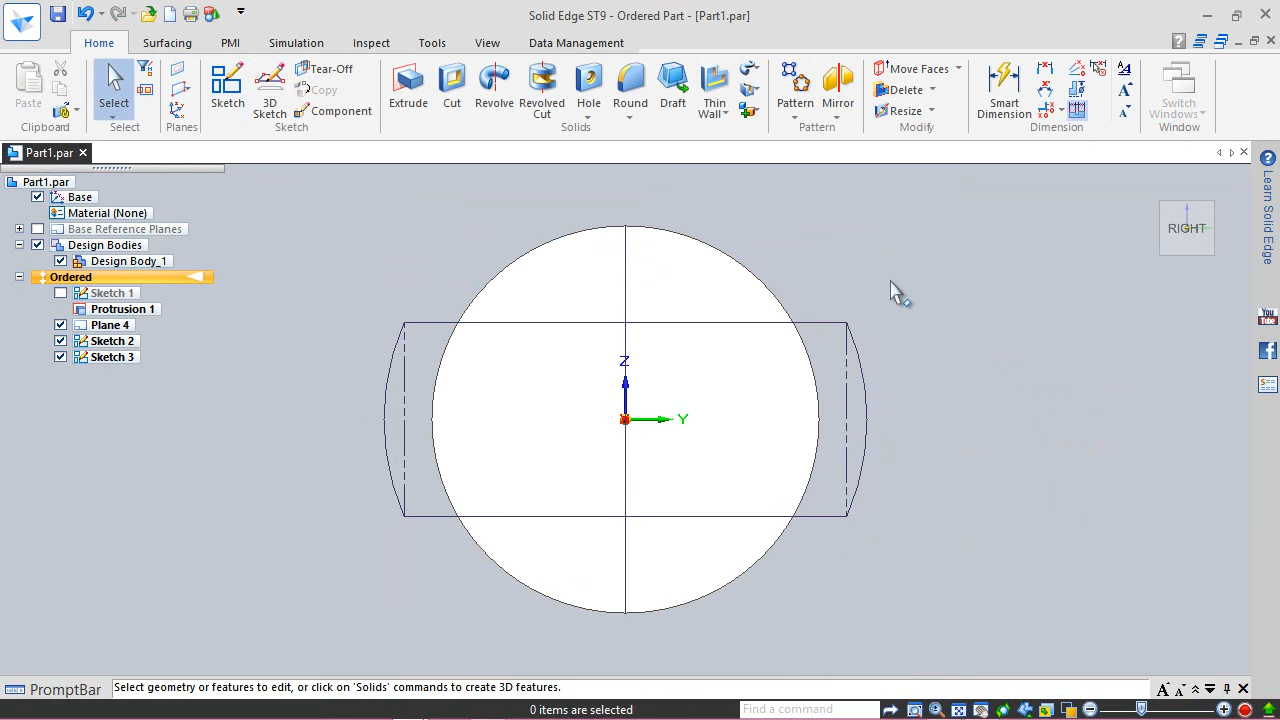 Solid Edge ST9 - Ordered Part - [Part1.par]
Home Surfacing PMI Simulation Inspect Tools View Data Management
Paste
Clipboard
Select
Select
Planes
Sketch
3D Sketch
Tear-Off
Copy
Component
Sketch
Extrude
Cut
Revolve
Revolved Cut
Hole
Round
Draft
Thin Wall
Solids
Pattern
Mirror
Pattern
Move Faces
Delete
Resize
Modify
Smart Dimension
Dimension
Switch Windows
Window
Part1.par
Part1.par
Base
Material (None)
Base Reference Planes
Design Bodies
Design Body_1
Ordered
Sketch 1
Protrusion 1
Plane 4
Sketch 2
Sketch 3
Z
Y
RIGHT
Learn Solid Edge
You Tube
PromptBar
Select geometry or features to edit, or click on 'Solids' commands to create 3D features.
0 items are selected
Find a command